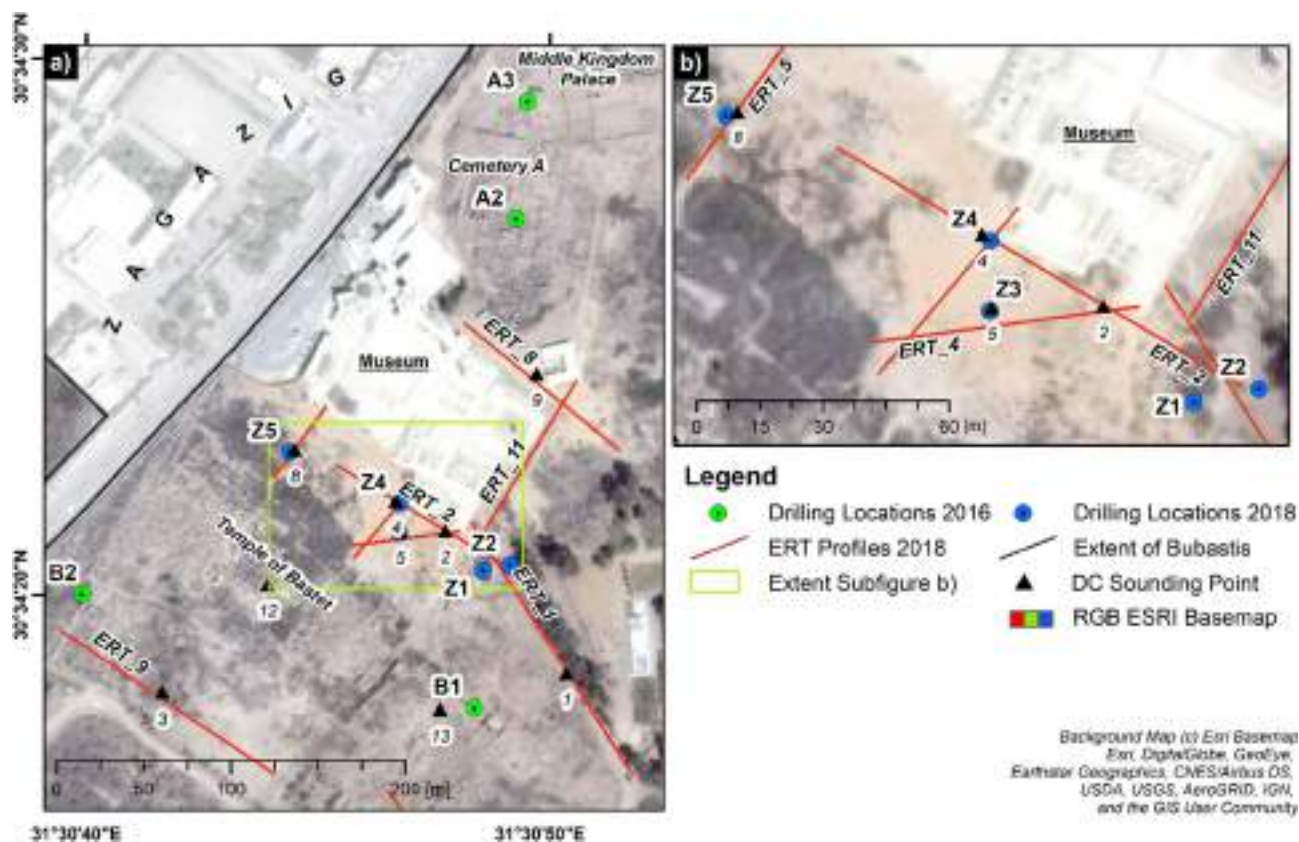 30°34'30"N
a)
Middle Kingdom
Palace
A3
Cemetery A
A2
Z A G A Z I G
ERT_8
Museum
9
ERT_11
Z5
8
Z4
ERT_2
4
5
2
Z2
Z1
Temple of Bastet
12
30°34'20"N
B2
ERT_9
3
B1
13
1
0 50 100 200 [m]
31°30'40"E
31°30'50"E
b)
Z5
ERT_5
8
Museum
Z4
4
Z3
5
2
ERT_4
ERT_11
ERT_2
Z2
Z1
0 15 30 60 [m]
Legend
Drilling Locations 2016
Drilling Locations 2018
ERT Profiles 2018
Extent of Bubastis
Extent Subfigure b)
DC Sounding Point
RGB ESRI Basemap
Background Map (c) Esri Basemap
Esri, DigitalGlobe, GeoEye,
Earthstar Geographics, CNES/Airbus DS,
USDA, USGS, AeroGRID, IGN,
and the GIS User Community